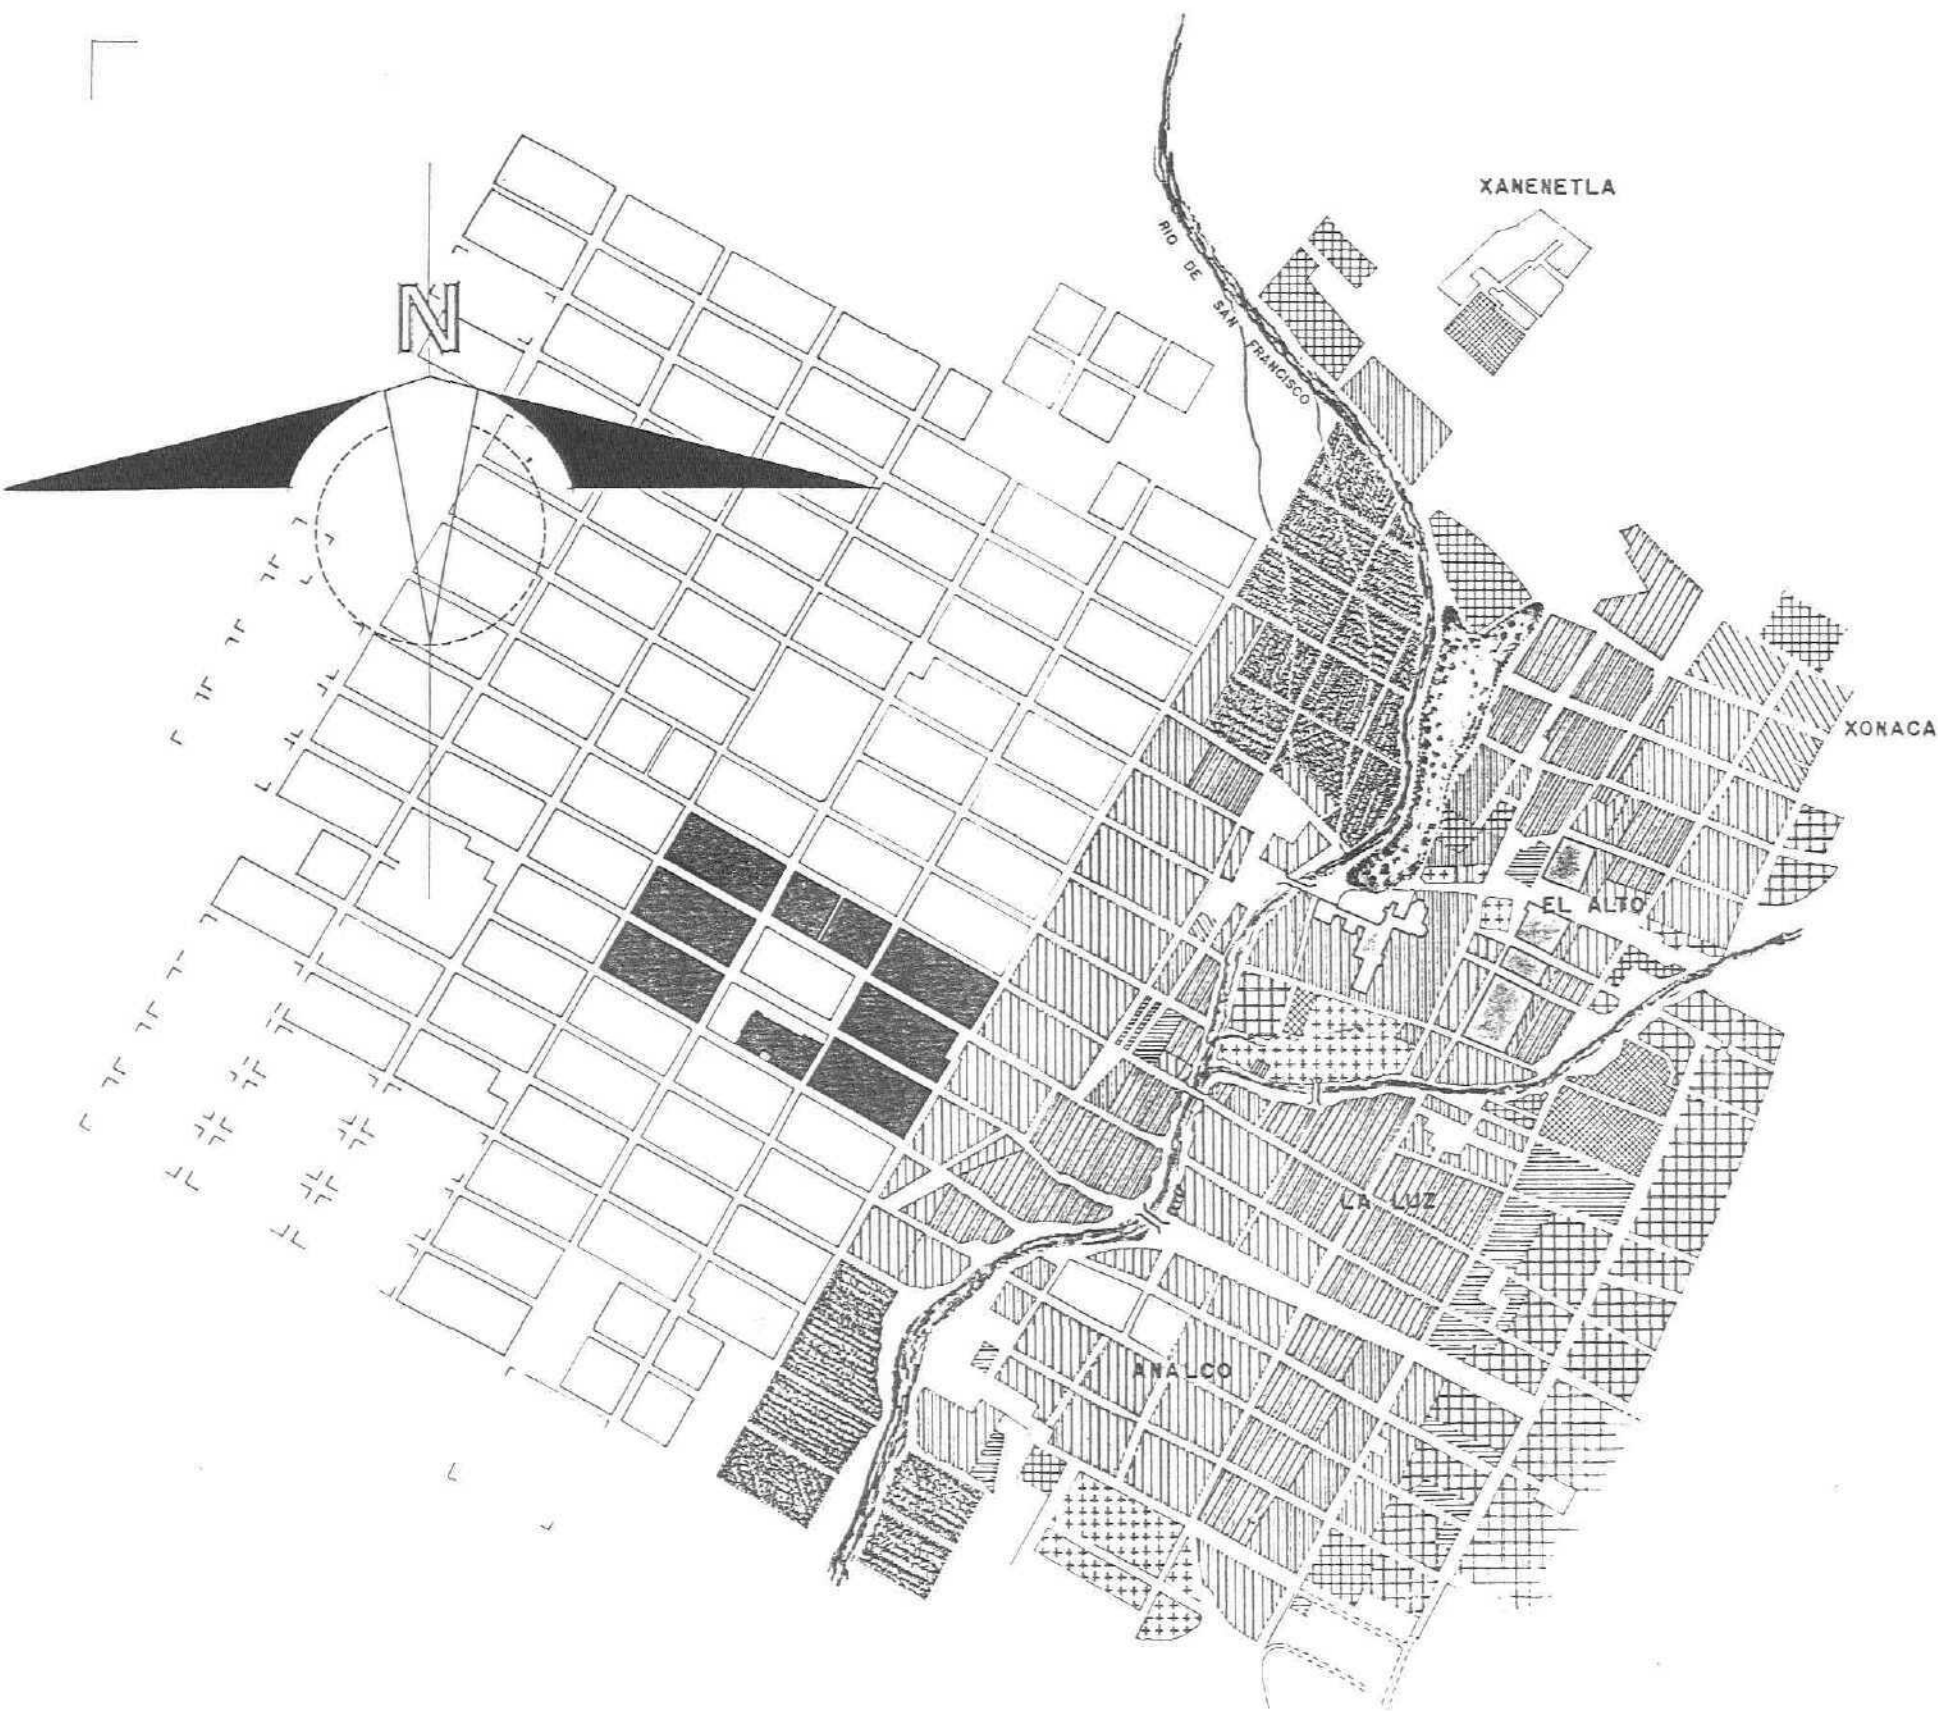 XANENETLA
RIO DE SAN FRANCISCO
N
XONACA
EL ALTO
LA LUZ
ANALCO